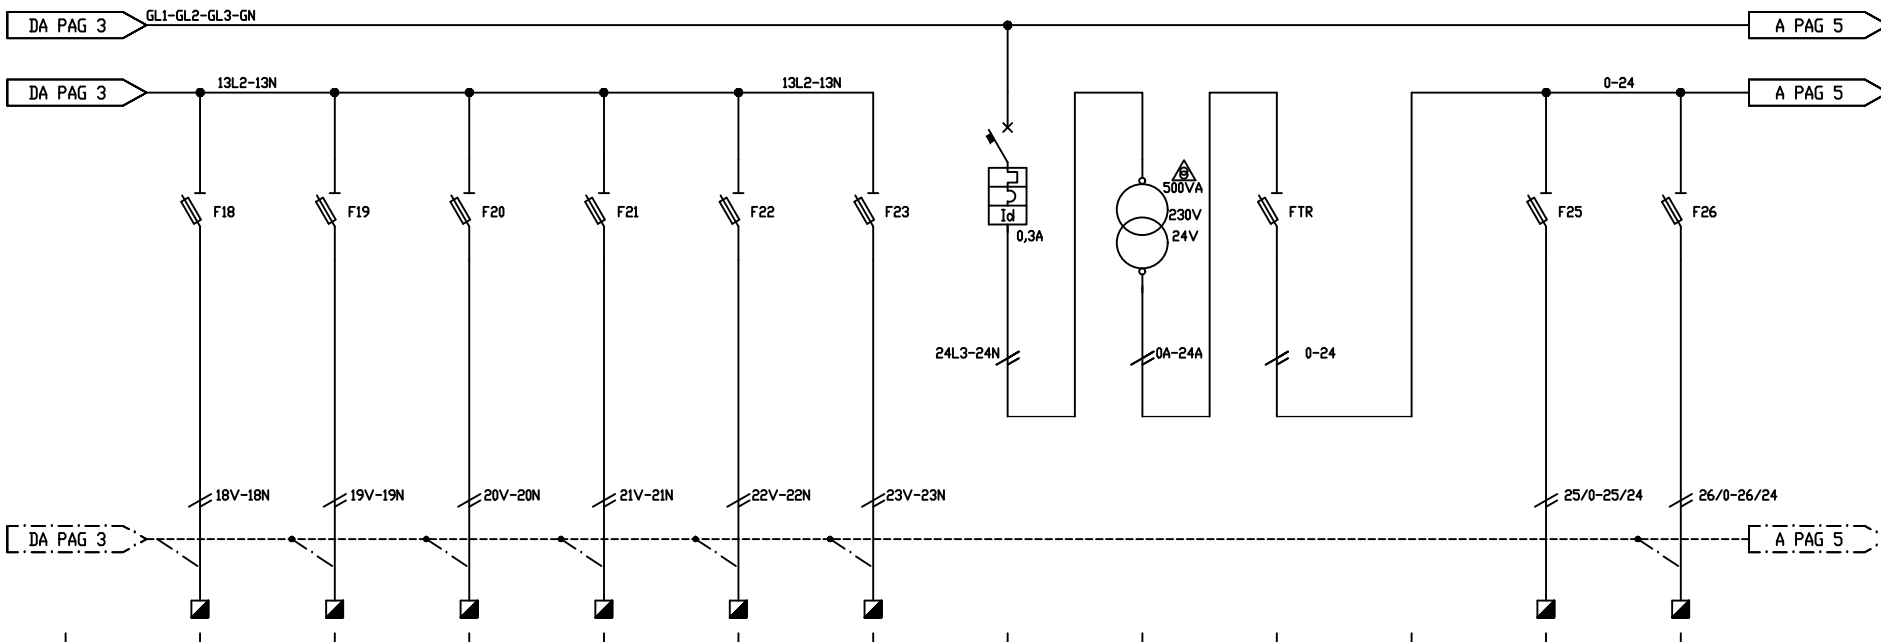 GL1-GL2-GL3-GN
DA PAG 3
A PAG 5
DA PAG 3
13L2-13N
13L2-13N
0-24
A PAG 5
500VA
F18
F19
F20
F21
F22
F23
Id
0,3A
230V
24V
FTR
F25
F26
24L3-24N
0A-24A
0-24
18V-18N
19V-19N
20V-20N
21V-21N
22V-22N
23V-23N
25/0-25/24
26/0-26/24
DA PAG 3
A PAG 5